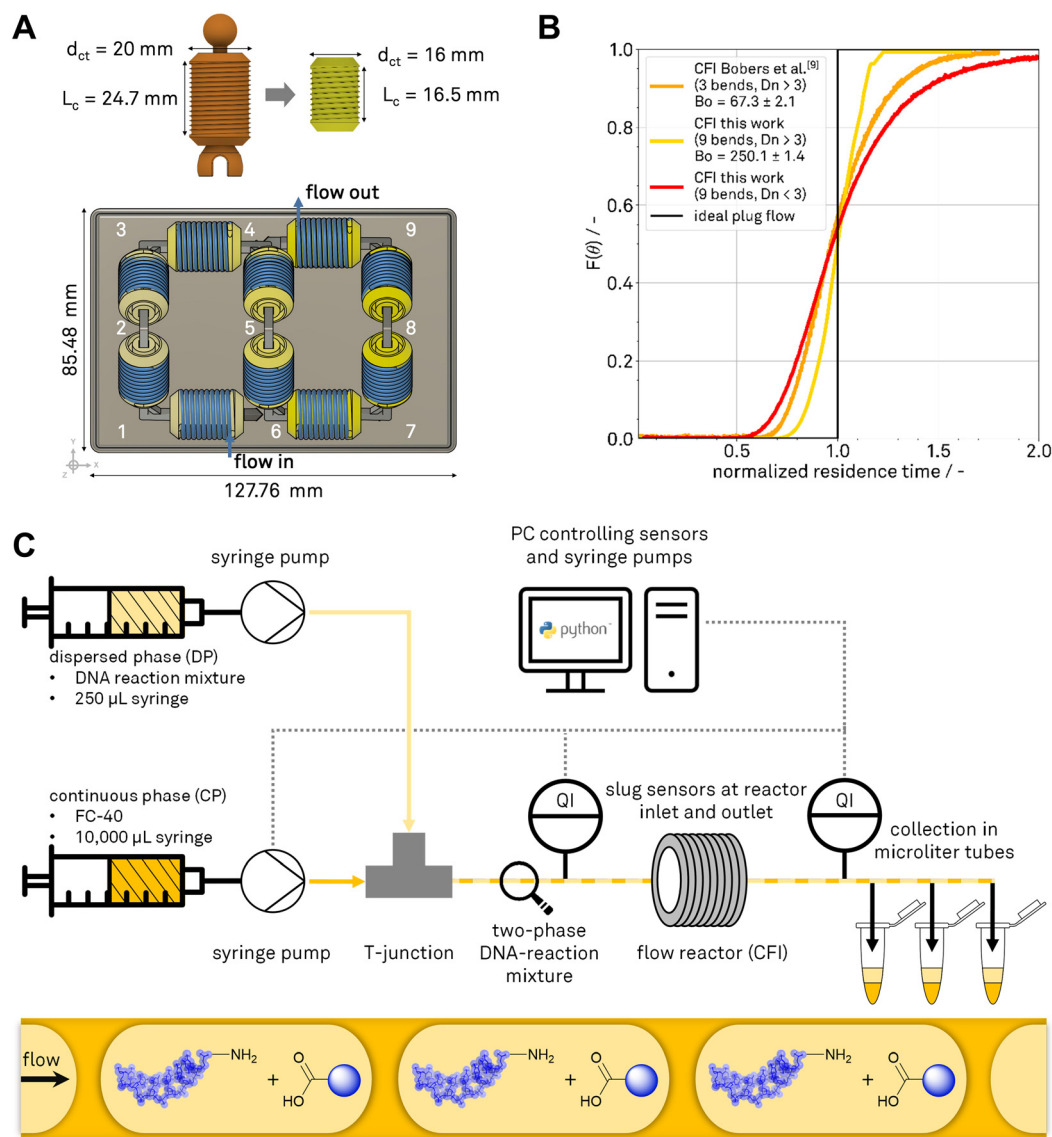 A
d_ct = 20 mm
L_c = 24.7 mm
d_ct = 16 mm
L_c = 16.5 mm
flow out
3
4
9
2
5
8
1
6
7
flow in
85.48 mm
127.76 mm
Y
Z
X
B
F(θ) / -
1.0
0.8
0.6
0.4
0.2
0.0
CFI Bobers et al.[9]
(3 bends, Dn > 3)
Bo = 67.3 ± 2.1
CFI this work
(9 bends, Dn > 3)
Bo = 250.1 ± 1.4
CFI this work
(9 bends, Dn < 3)
ideal plug flow
0.5
1.0
1.5
2.0
normalized residence time / -
C
syringe pump
PC controlling sensors
and syringe pumps
python™
dispersed phase (DP)
• DNA reaction mixture
• 250 µL syringe
continuous phase (CP)
• FC-40
• 10,000 µL syringe
QI
slug sensors at reactor
inlet and outlet
QI
collection in
microliter tubes
syringe pump
T-junction
two-phase
DNA-reaction
mixture
flow reactor (CFI)
flow
NH2
+
O
HO
NH2
+
O
HO
NH2
+
O
HO